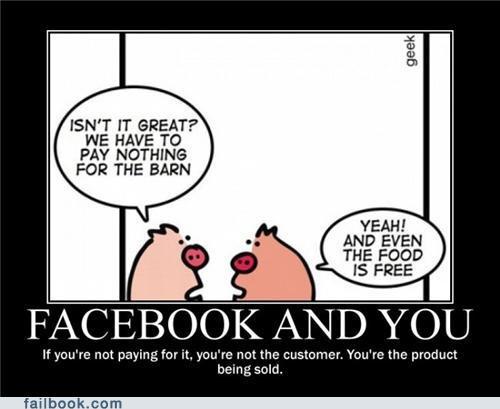 geek
ISN'T IT GREAT?
WE HAVE TO
PAY NOTHING
FOR THE BARN
YEAH!
AND EVEN
THE FOOD
IS FREE
FACEBOOK AND YOU
If you're not paying for it, you're not the customer. You're the product
being sold.
failbook.com